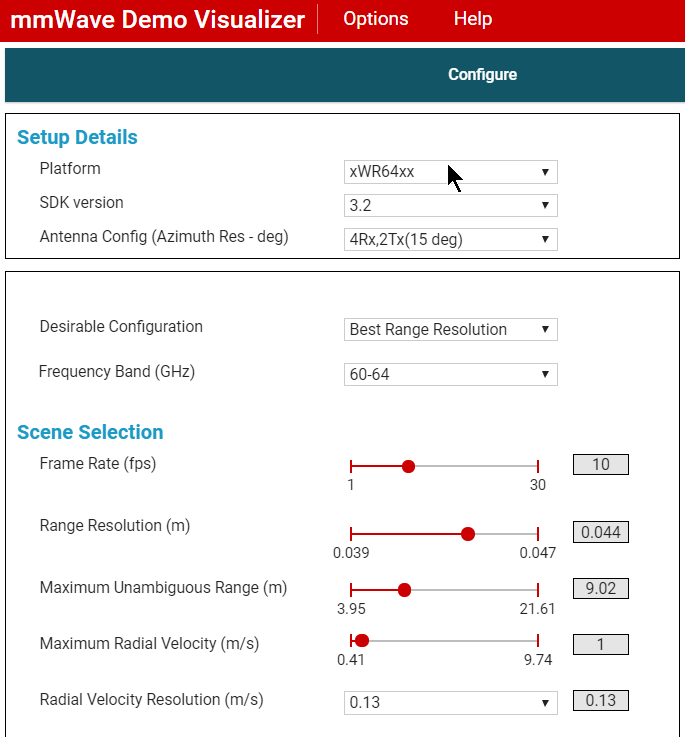 mmWave Demo Visualizer Options Help
Configure
Setup Details
Platform xWR64xx
SDK version 3.2
Antenna Config (Azimuth Res - deg) 4Rx,2Tx(15 deg)
Desirable Configuration Best Range Resolution
Frequency Band (GHz) 60-64
Scene Selection
Frame Rate (fps) 10
1 30
Range Resolution (m) 0.044
0.039 0.047
Maximum Unambiguous Range (m) 9.02
3.95 21.61
Maximum Radial Velocity (m/s) 1
0.41 9.74
Radial Velocity Resolution (m/s) 0.13 0.13